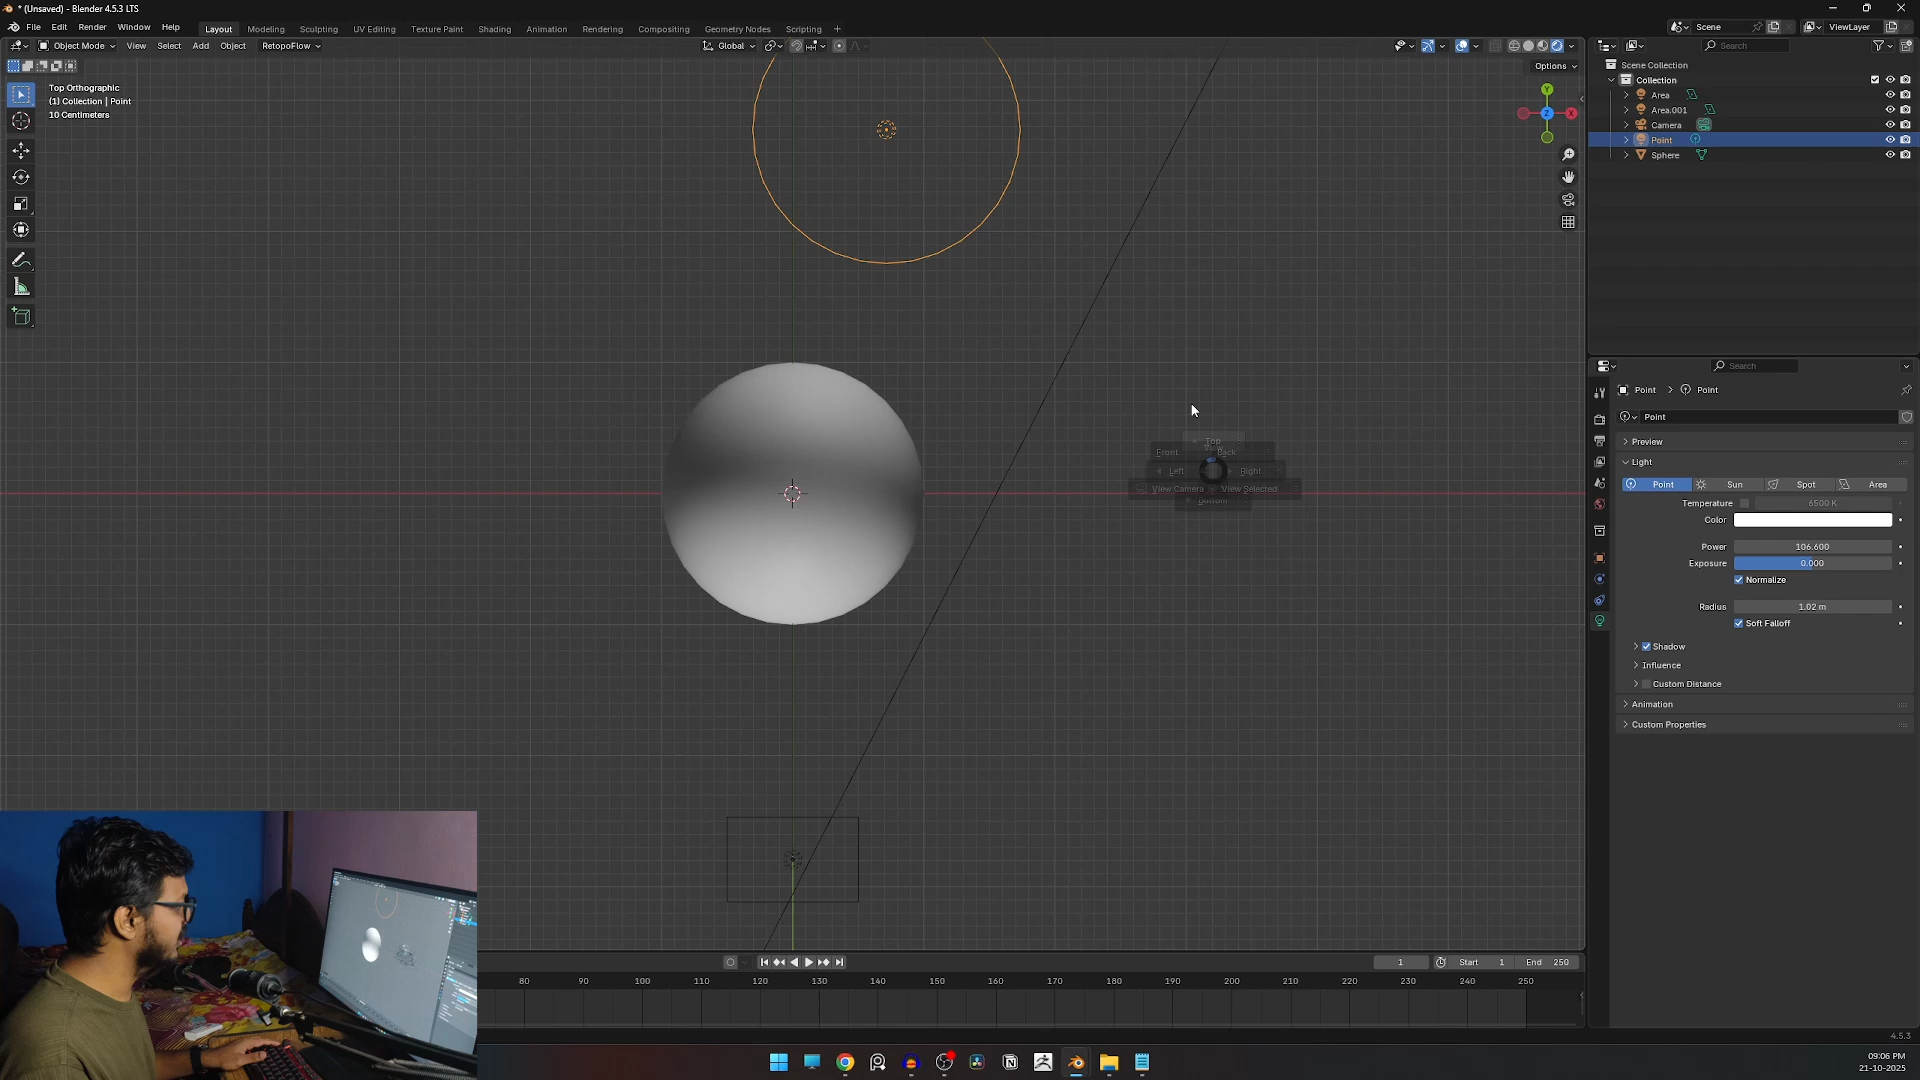 * (Unsaved) - Blender 4.5.3 LTS
File Edit Render Window Help Layout Modeling Sculpting UV Editing Texture Paint Shading Animation Rendering Compositing Geometry Nodes Scripting + Scene ViewLayer
Object Mode View Select Add Object RetopoFlow Global Search
Options
Top Orthographic
(1) Collection | Point
10 Centimeters
Y
X
Z
Scene Collection
Collection
Area
Area.001
Camera
Point
Sphere
Top
Front Back
Left Right
View Camera View Selected
Bottom
Search
Point > Point
Point
Preview
Light
Point Sun Spot Area
Temperature 6500 K
Color
Power 106.600
Exposure 0.000
Normalize
Radius 1.02 m
Soft Falloff
Shadow
Influence
Custom Distance
Animation
Custom Properties
1 Start 1 End 250
80 90 100 110 120 130 140 150 160 170 180 190 200 210 220 230 240 250
4.5.3
09:06 PM
21-10-2025